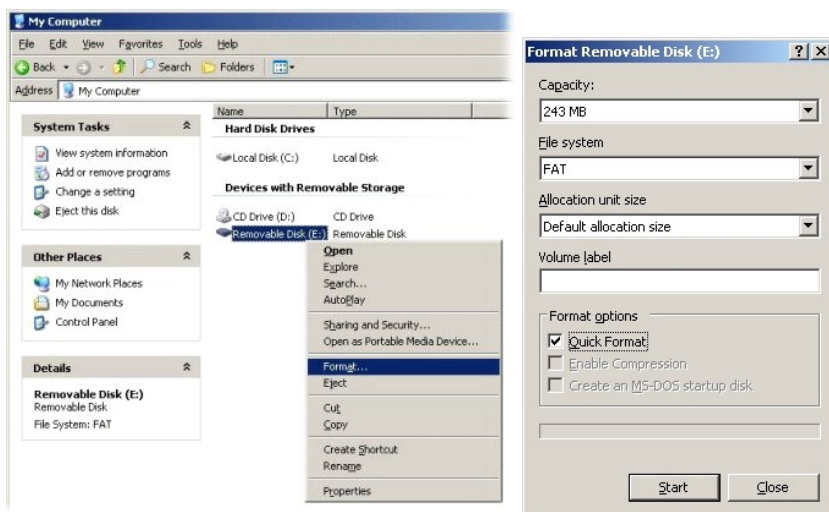 My Computer
File Edit View Favorites Tools Help
Back Search Folders
Address My Computer
System Tasks
View system information
Add or remove programs
Change a setting
Eject this disk
Other Places
My Network Places
My Documents
Control Panel
Details
Removable Disk (E:)
Removable Disk
File System: FAT
Name Type
Hard Disk Drives
Local Disk (C:) Local Disk
Devices with Removable Storage
CD Drive (D:) CD Drive
Removable Disk (E:) Removable Disk
Open
Explore
Search...
AutoPlay
Sharing and Security...
Open as Portable Media Device...
Format...
Eject
Cut
Copy
Create Shortcut
Rename
Properties
Format Removable Disk (E:)
Capacity:
243 MB
File system
FAT
Allocation unit size
Default allocation size
Volume label
Format options
Quick Format
Enable Compression
Create an MS-DOS startup disk
Start Close